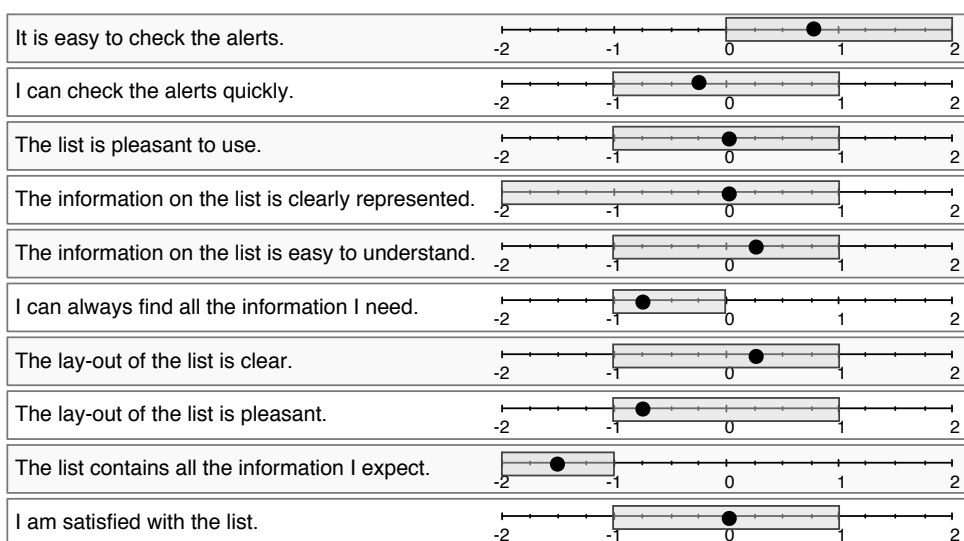 It is easy to check the alerts.
-2 -1 0 1 2
I can check the alerts quickly.
-2 -1 0 1 2
The list is pleasant to use.
-2 -1 0 1 2
The information on the list is clearly represented.
-2 -1 0 1 2
The information on the list is easy to understand.
-2 -1 0 1 2
I can always find all the information I need.
-2 -1 0 1 2
The lay-out of the list is clear.
-2 -1 0 1 2
The lay-out of the list is pleasant.
-2 -1 0 1 2
The list contains all the information I expect.
-2 -1 0 1 2
I am satisfied with the list.
-2 -1 0 1 2